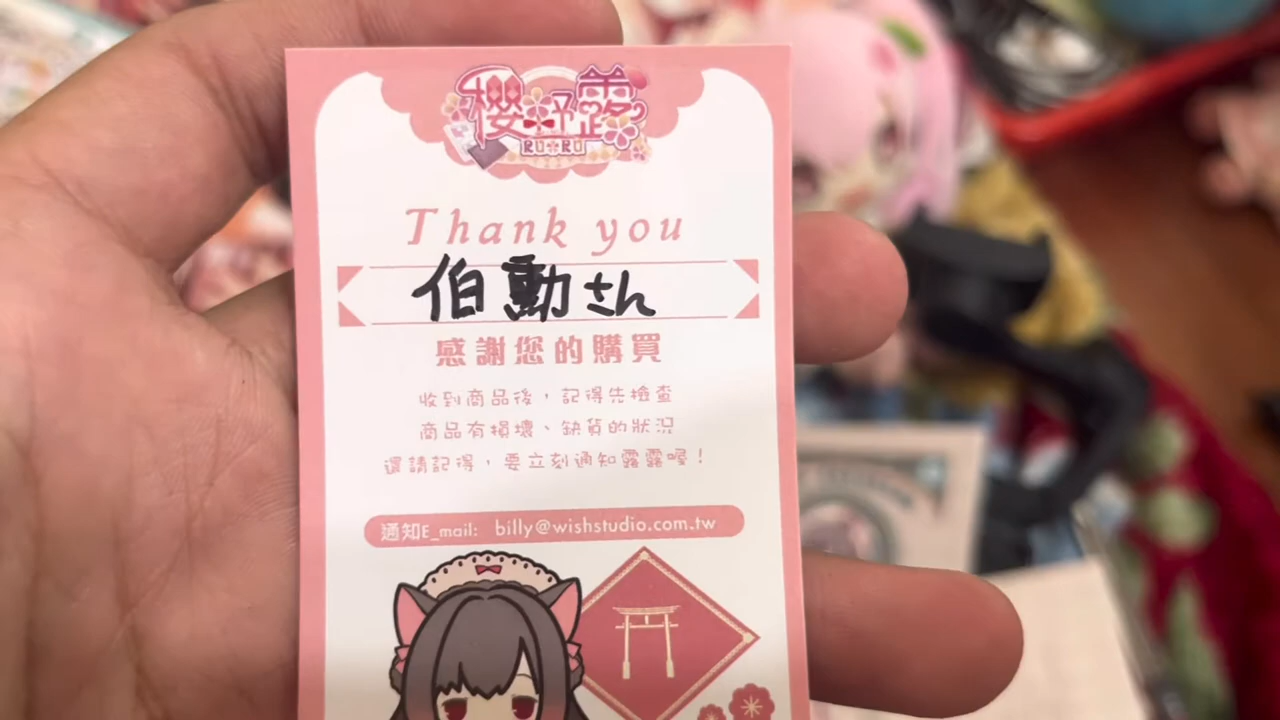 櫻野露
RU RU
Thank you
伯勳さん
感謝您的購買
收到商品後，記得先檢查
商品有損壞、缺貨的狀況
還請記得，要立刻通知露露喔！
通知E_mail: billy@wishstudio.com.tw